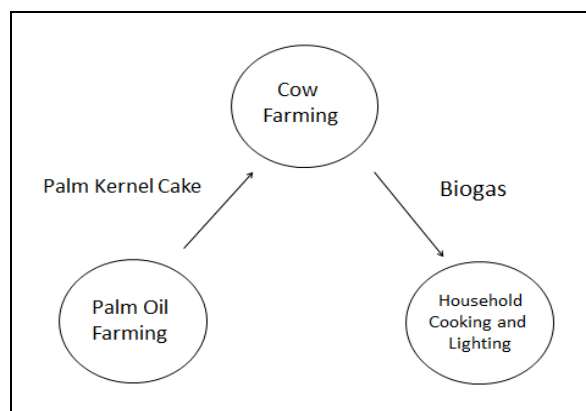 Cow
Farming
Palm Kernel Cake
Biogas
Palm Oil
Farming
Household
Cooking and
Lighting